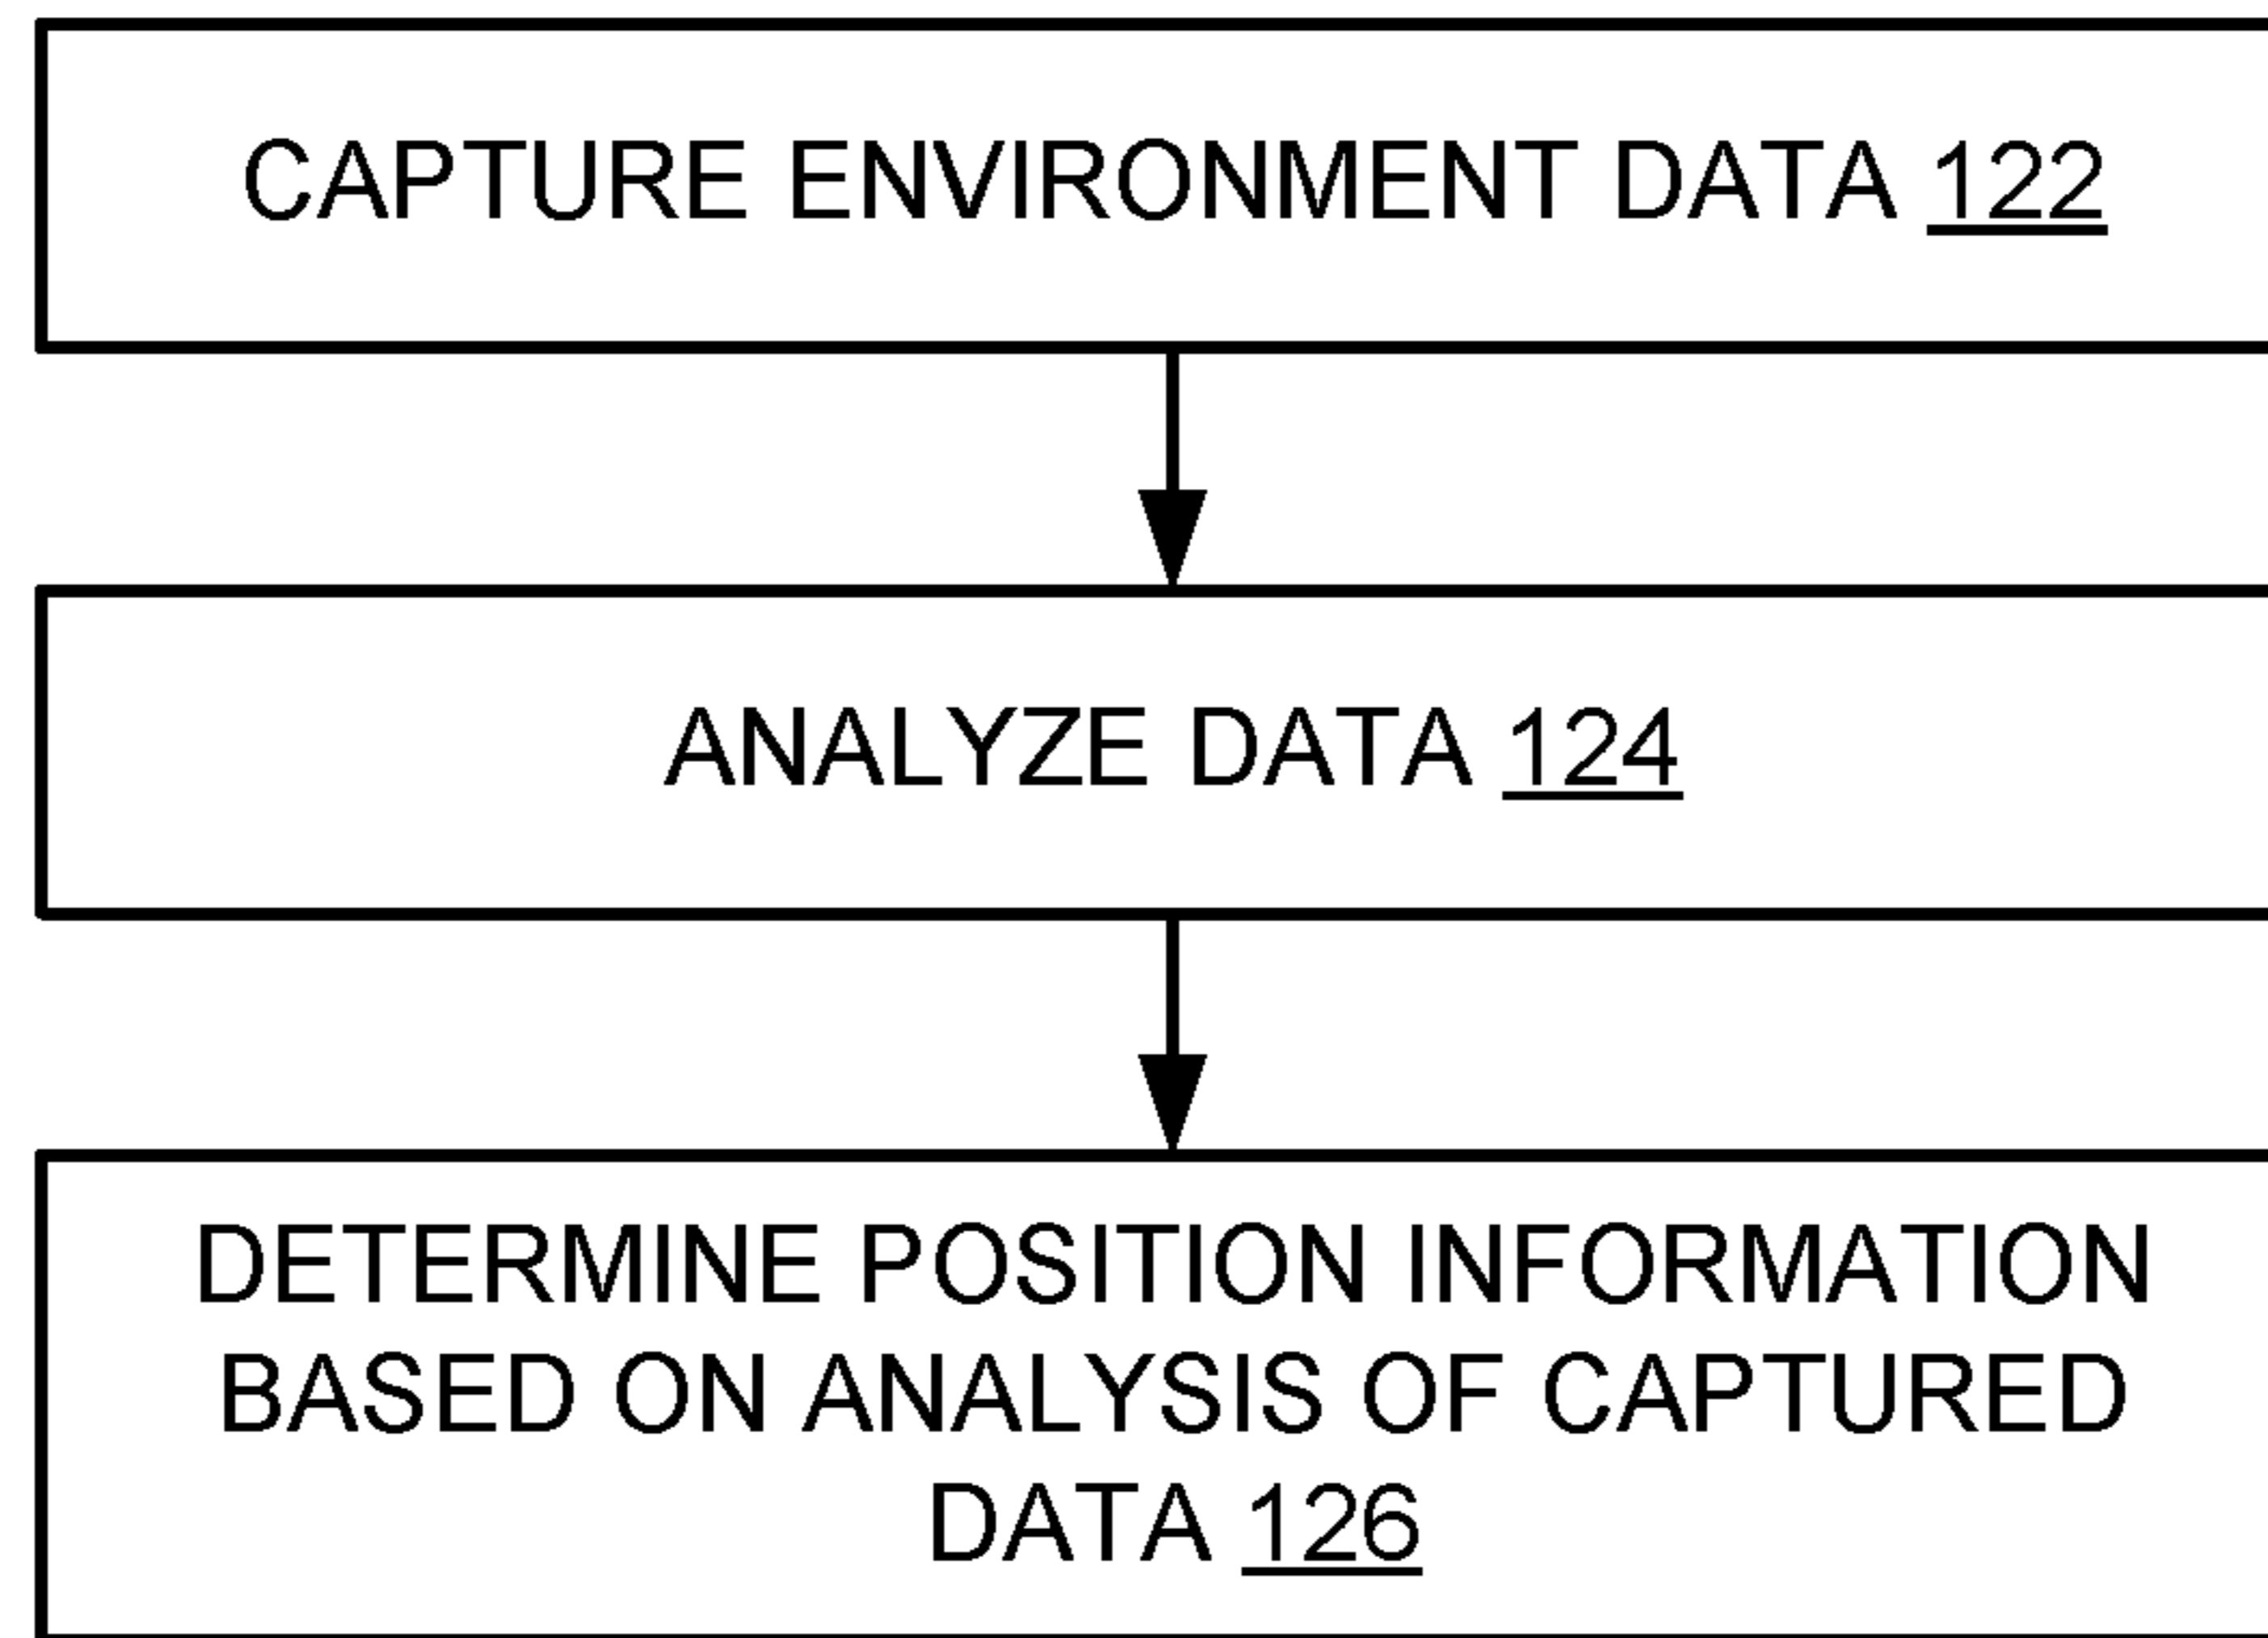 CAPTURE ENVIRONMENT DATA 122
ANALYZE DATA 124
DETERMINE POSITION INFORMATION
BASED ON ANALYSIS OF CAPTURED
DATA 126